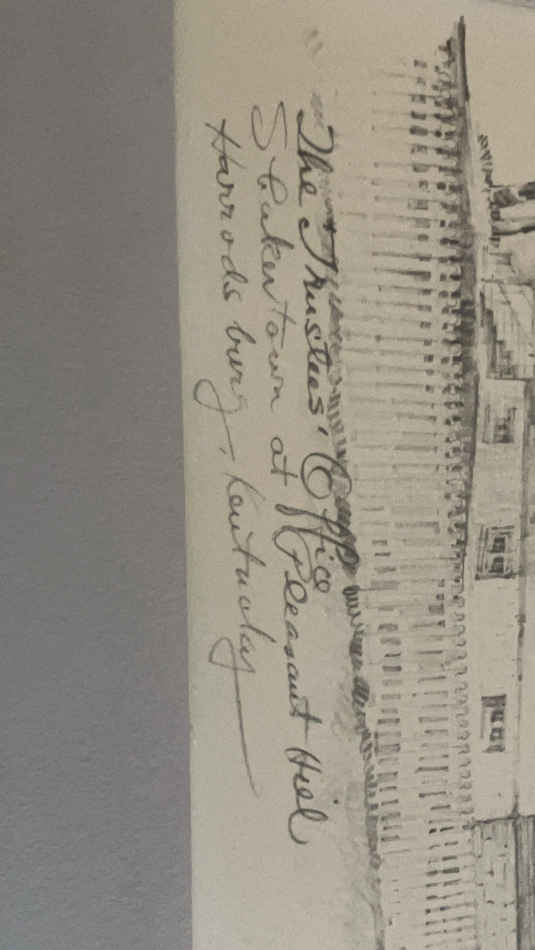 The Trustees' Office
Shakertown at Pleasant Hill
Harrodsburg, Kentucky